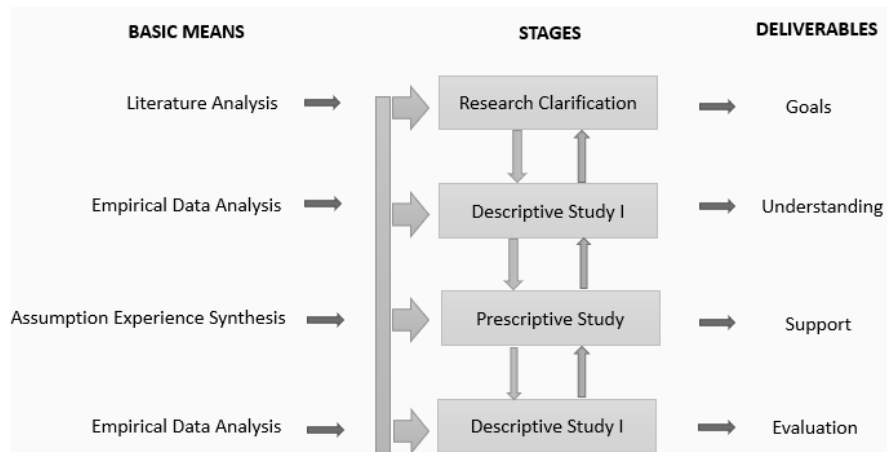 BASIC MEANS STAGES DELIVERABLES
Literature Analysis Research Clarification Goals
Empirical Data Analysis Descriptive Study I Understanding
Assumption Experience Synthesis Prescriptive Study Support
Empirical Data Analysis Descriptive Study I Evaluation